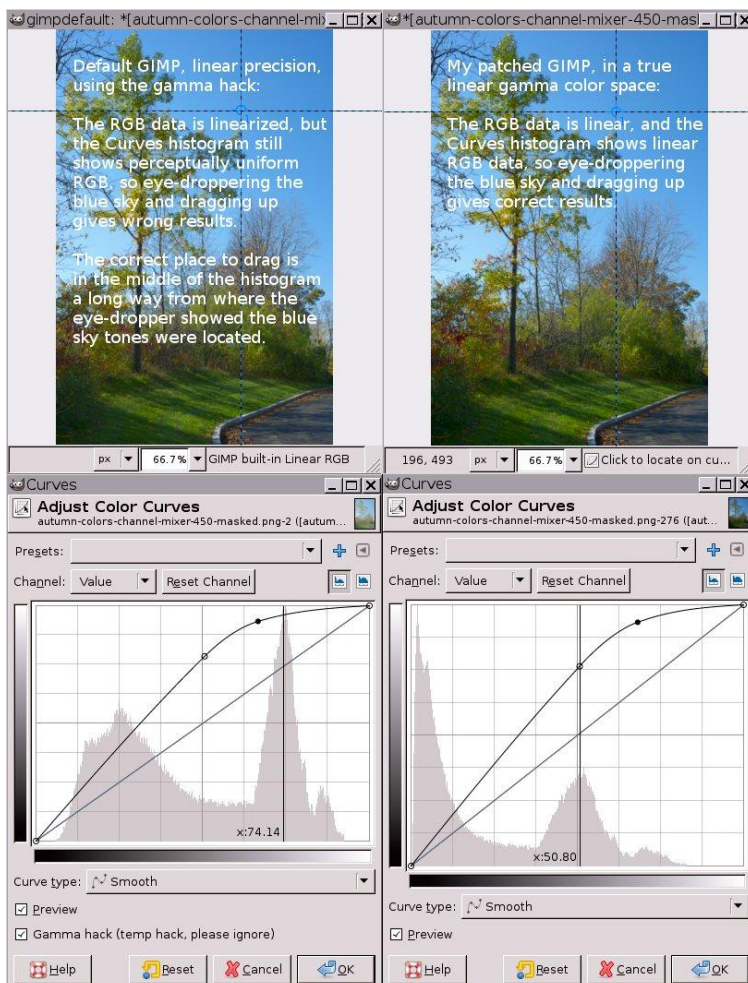 gimpdefault: *[autumn-colors-channel-mix
Default GIMP, linear precision,
using the gamma hack:
The RGB data is linearized, but
the Curves histogram still
shows perceptually uniform
RGB, so eye-droppering the
blue sky and dragging up
gives wrong results.
The correct place to drag is
in the middle of the histogram
a long way from where the
eye-dropper showed the blue
sky tones were located.
px 66.7% GIMP built-in Linear RGB
*[autumn-colors-channel-mixer-450-mas
My patched GIMP, in a true
linear gamma color space:
The RGB data is linear, and the
Curves histogram shows linear
RGB data, so eye-droppering
the blue sky and dragging up
gives correct results.
196, 493 px 66.7% Click to locate on cu...
Curves
Adjust Color Curves
autumn-colors-channel-mixer-450-masked.png-2 ([autum...
Presets:
Channel: Value Reset Channel
x:74.14
Curve type: Smooth
Preview
Gamma hack (temp hack, please ignore)
Help Reset Cancel OK
Curves
Adjust Color Curves
autumn-colors-channel-mixer-450-masked.png-276 ([aut...
Presets:
Channel: Value Reset Channel
x:50.80
Curve type: Smooth
Preview
Help Reset Cancel OK